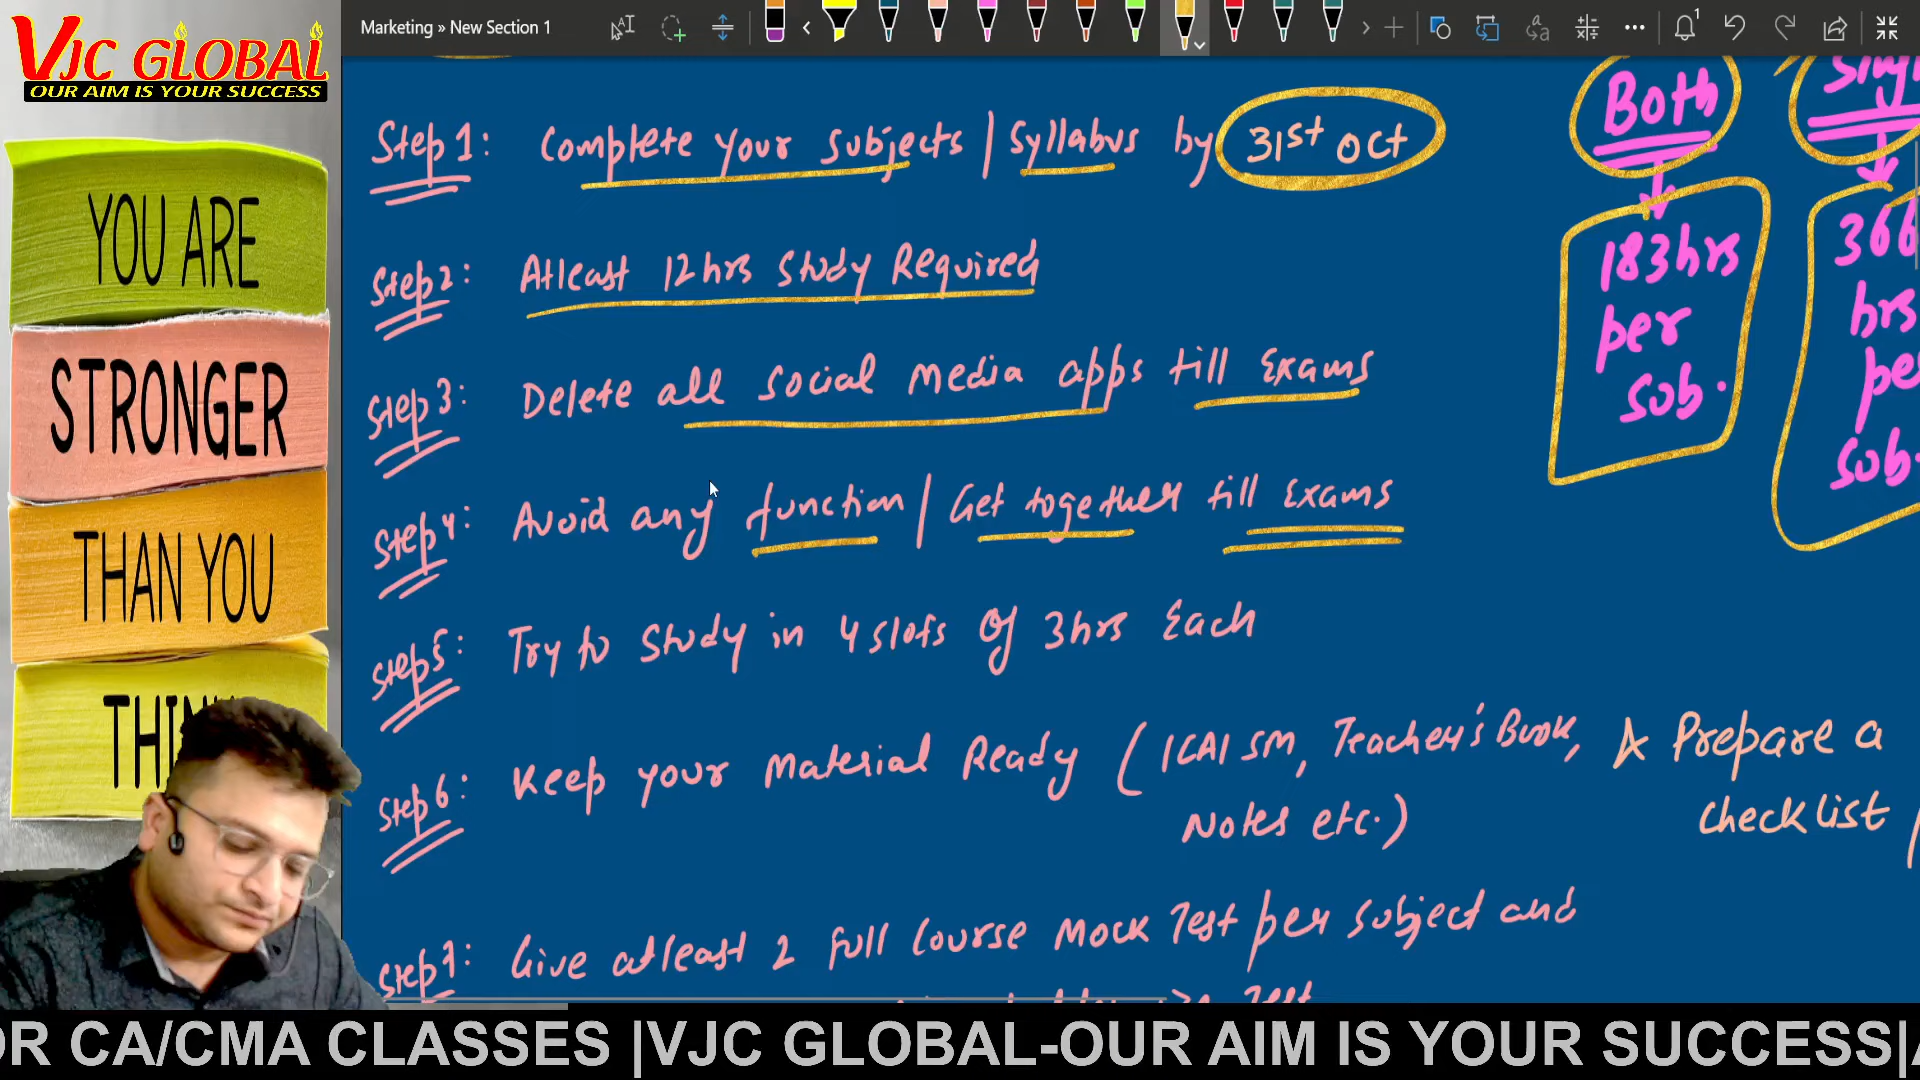 VJC GLOBAL
OUR AIM IS YOUR SUCCESS
Marketing » New Section 1
YOU ARE
STRONGER
THAN YOU
Step 1: Complete your subjects | Syllabus by 31st Oct
Step 2: Atleast 12 hrs study Required
Step 3: Delete all social media apps till Exams
Step 4: Avoid any function / Get together till Exams
Step 5: Try to study in 4 slots of 3 hrs Each
Step 6: Keep your Material Ready ( ICAI SM, Teacher's Book,
Notes etc.)
Step 7: Give atleast 2 full Course Mock Test per subject and
Test
Both
183 hrs
per
sub.
366
hrs
pe
sub.
Prepare a
checklist
OR CA/CMA CLASSES |VJC GLOBAL-OUR AIM IS YOUR SUCCESS|